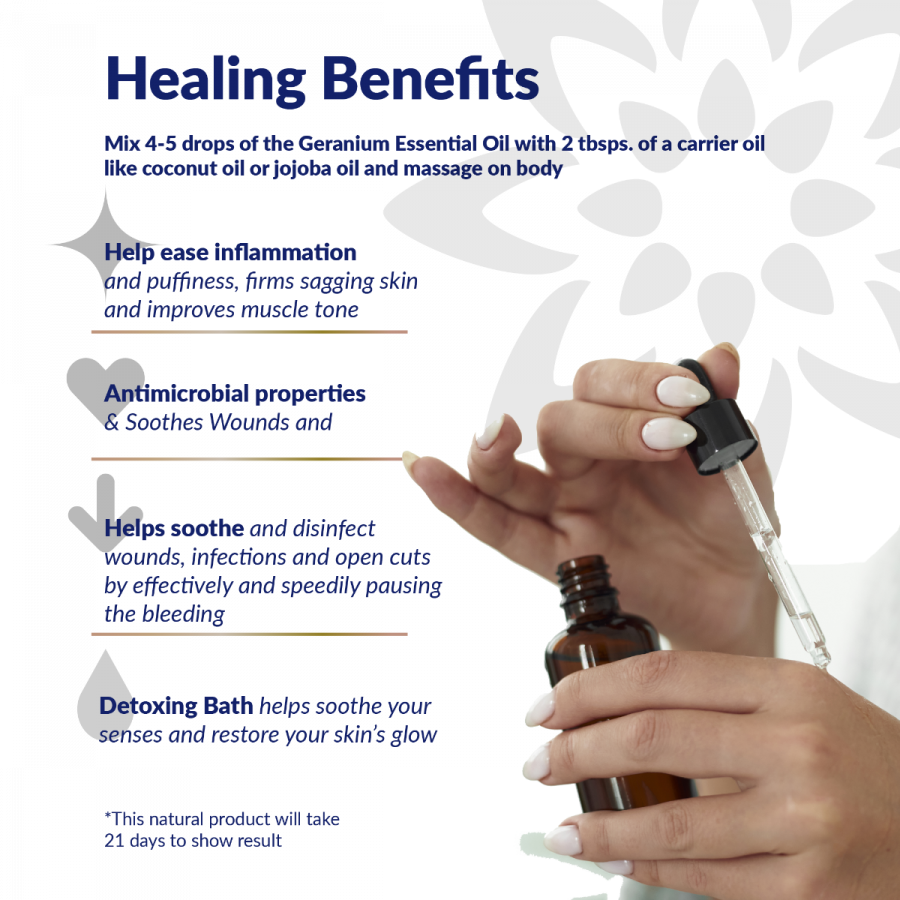 Healing Benefits
Mix 4-5 drops of the Geranium Essential Oil with 2 tbsps. of a carrier oil
like coconut oil or jojoba oil and massage on body
Help ease inflammation
and puffiness, firms sagging skin
and improves muscle tone
Antimicrobial properties
& Soothes Wounds and
Helps soothe and disinfect
wounds, infections and open cuts
by effectively and speedily pausing
the bleeding
Detoxing Bath helps soothe your
senses and restore your skin's glow
*This natural product will take
21 days to show result